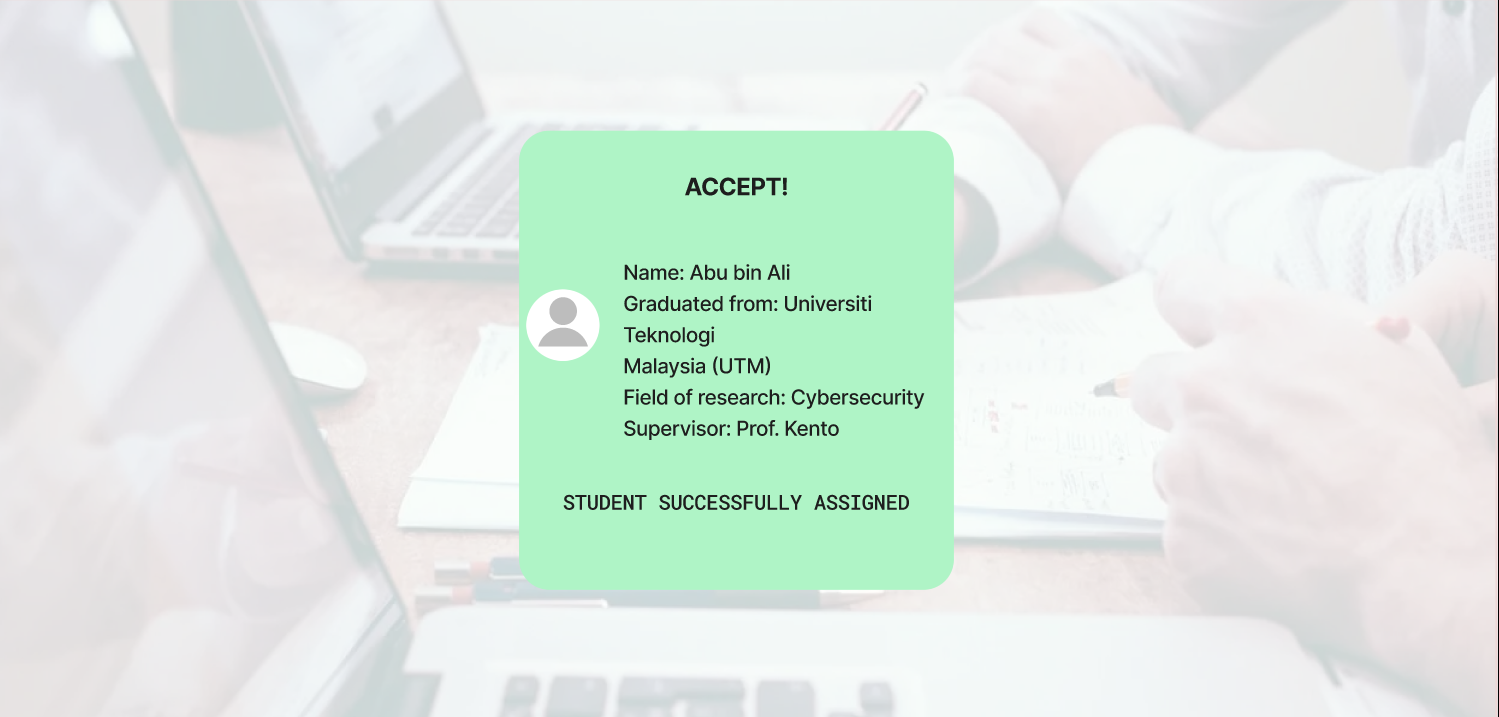 ACCEPT!
Name: Abu bin Ali
Graduated from: Universiti
Teknologi
Malaysia (UTM)
Field of research: Cybersecurity
Supervisor: Prof. Kento
STUDENT SUCCESSFULLY ASSIGNED